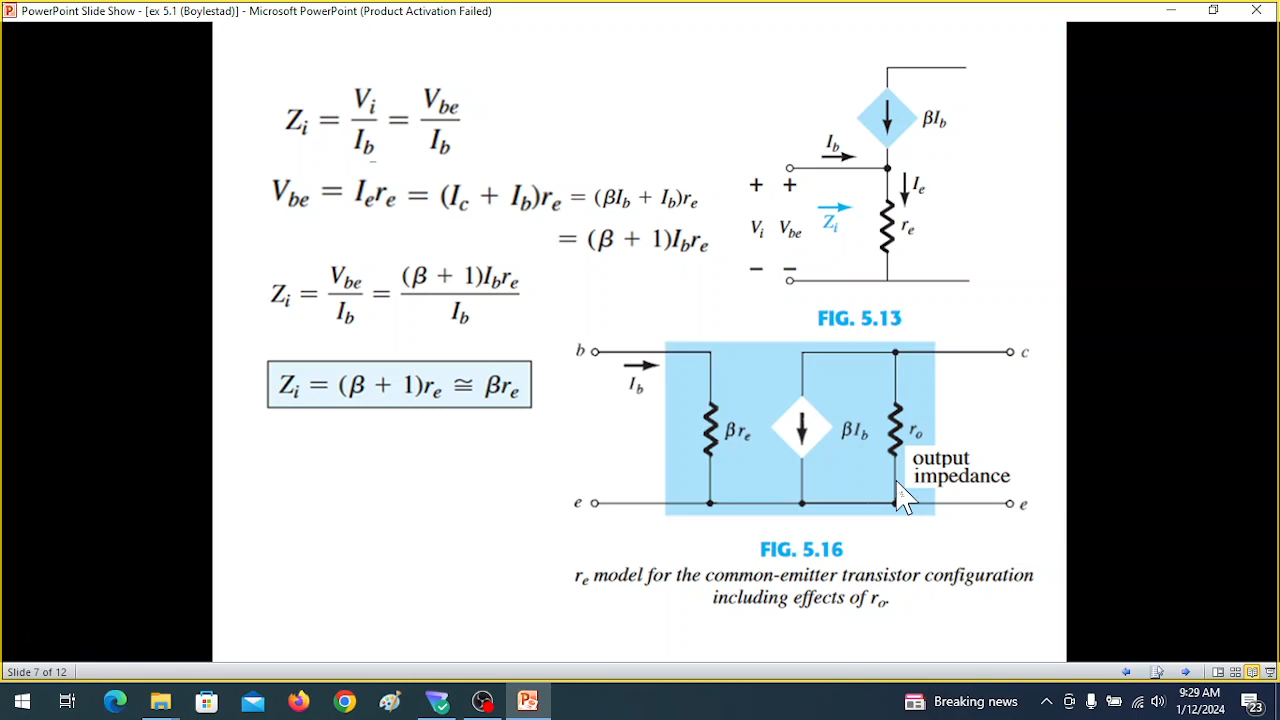 PowerPoint Slide Show - [ex 5.1 (Boylestad)] - Microsoft PowerPoint (Product Activation Failed)
Zi = Vi / Ib = Vbe / Ib
Vbe = Iere = (Ic + Ib)re = (βIb + Ib)re
= (β + 1)Ibre
Zi = Vbe / Ib = (β + 1)Ibre / Ib
Zi = (β + 1)re ≅ βre
βIb
Ib
Ie
+ +
Zi
Vi Vbe
re
− −
FIG. 5.13
b
c
Ib
βre
βIb
ro
output
impedance
e
e
FIG. 5.16
re model for the common-emitter transistor configuration
including effects of ro.
Slide 7 of 12
Breaking news
9:29 AM
1/12/2024
23